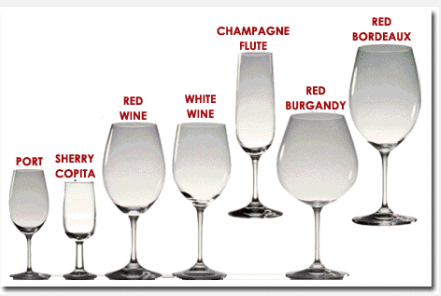 PORT
SHERRY
COPITA
RED
WINE
WHITE
WINE
CHAMPAGNE
FLUTE
RED
BURGANDY
RED
BORDEAUX